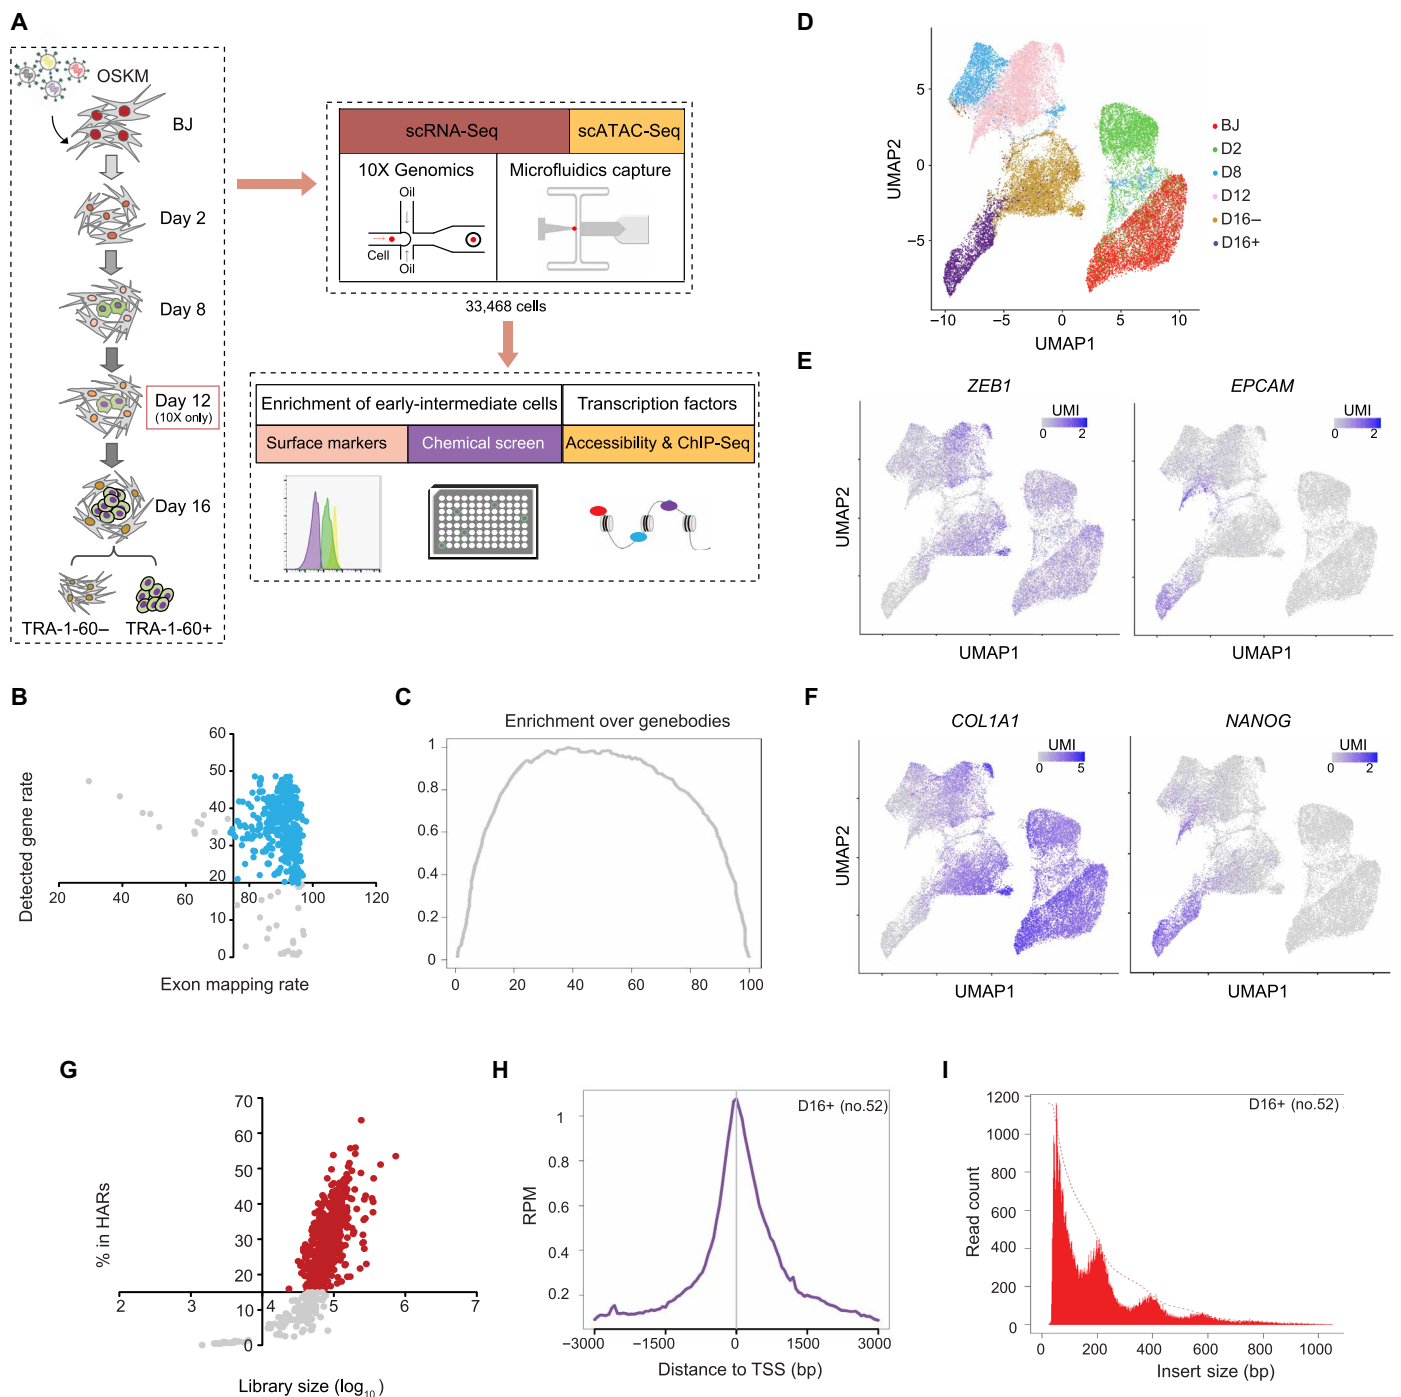 A
OSKM
BJ
Day 2
Day 8
Day 12
(10X only)
Day 16
TRA-1-60–
TRA-1-60+
scRNA-Seq
scATAC-Seq
10X Genomics
Microfluidics capture
Oil
Cell
Oil
33,468 cells
Enrichment of early-intermediate cells
Transcription factors
Surface markers
Chemical screen
Accessibility & ChIP-Seq
D
UMAP2
5
0
−5
−10
−5
0
5
10
UMAP1
BJ
D2
D8
D12
D16–
D16+
E
ZEB1
UMI
0 2
UMAP2
UMAP1
EPCAM
UMI
0 2
UMAP1
B
Detected gene rate
60
50
40
30
20
10
0
20 40 60 80 100 120
Exon mapping rate
C
Enrichment over genebodies
1
0.8
0.6
0.4
0.2
0
0 20 40 60 80 100
F
COL1A1
UMI
0 5
UMAP2
UMAP1
NANOG
UMI
0 2
UMAP1
G
% in HARs
70
60
50
40
30
20
10
0
2 3 4 5 6 7
Library size (log10)
H
D16+ (no.52)
RPM
1
0.8
0.6
0.4
0.2
−3000 −1500 0 1500 3000
Distance to TSS (bp)
I
D16+ (no.52)
Read count
1200
1000
800
600
400
200
0
0 200 400 600 800 1000
Insert size (bp)